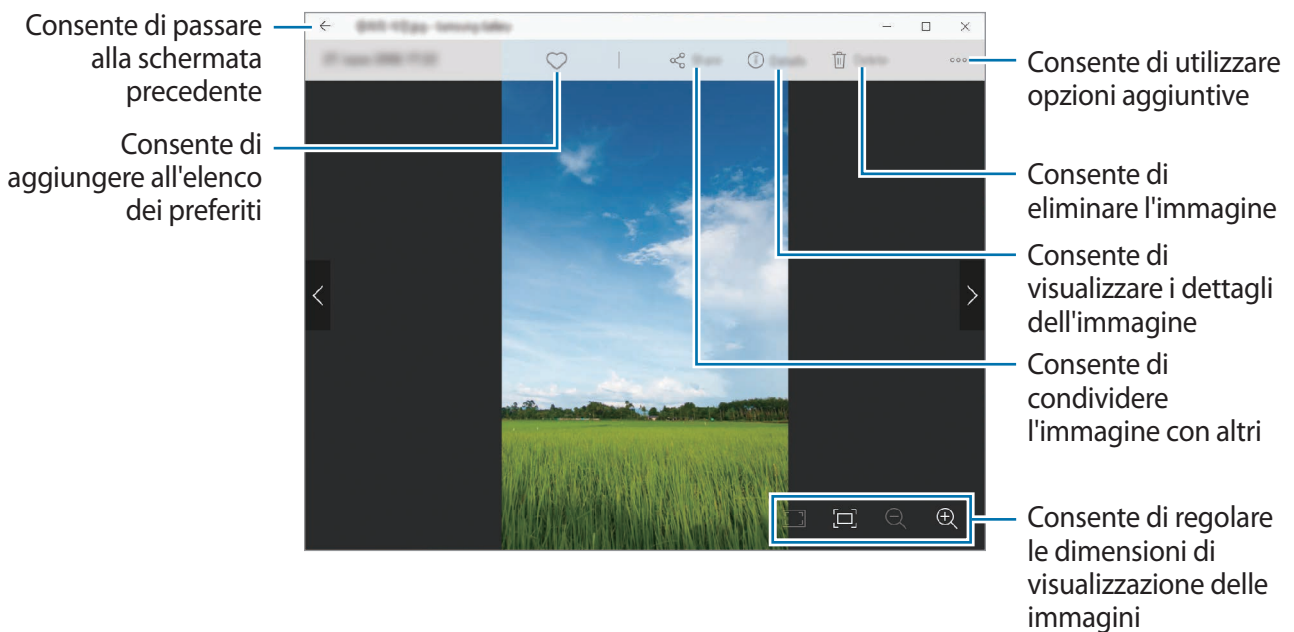 Consente di passare
alla schermata
precedente
Consente di
aggiungere all'elenco
dei preferiti
Consente di utilizzare
opzioni aggiuntive
Consente di
eliminare l'immagine
Consente di
visualizzare i dettagli
dell'immagine
Consente di
condividere
l'immagine con altri
Consente di regolare
le dimensioni di
visualizzazione delle
immagini